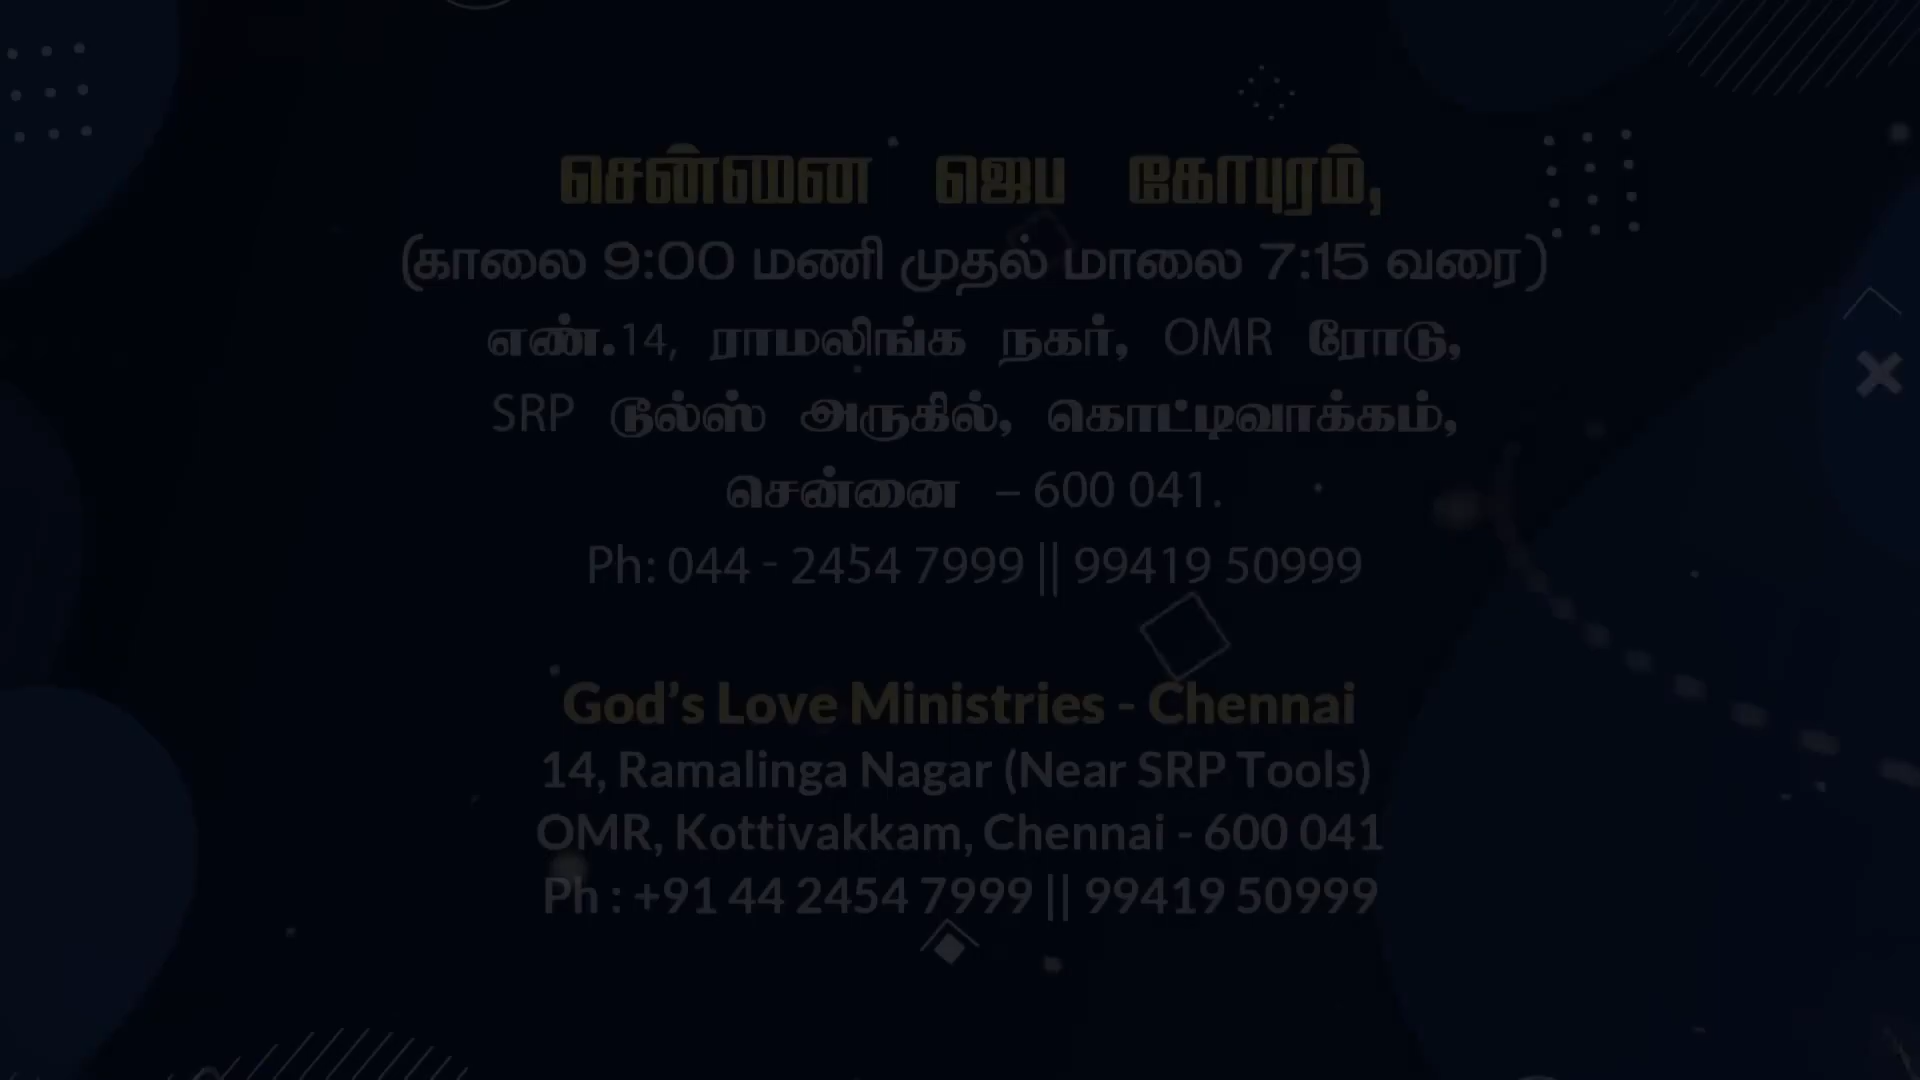 சென்னை ஜெப கோபுரம்,
(காலை 9:00 மணி முதல் மாலை 7:15 வரை)
எண்.14, ராமலிங்க நகர், OMR ரோடு,
SRP டூல்ஸ் அருகில், கொட்டிவாக்கம்,
சென்னை – 600 041.
Ph: 044 - 2454 7999 || 99419 50999
God’s Love Ministries - Chennai
14, Ramalinga Nagar (Near SRP Tools)
OMR, Kottivakkam, Chennai - 600 041
Ph : +91 44 2454 7999 || 99419 50999